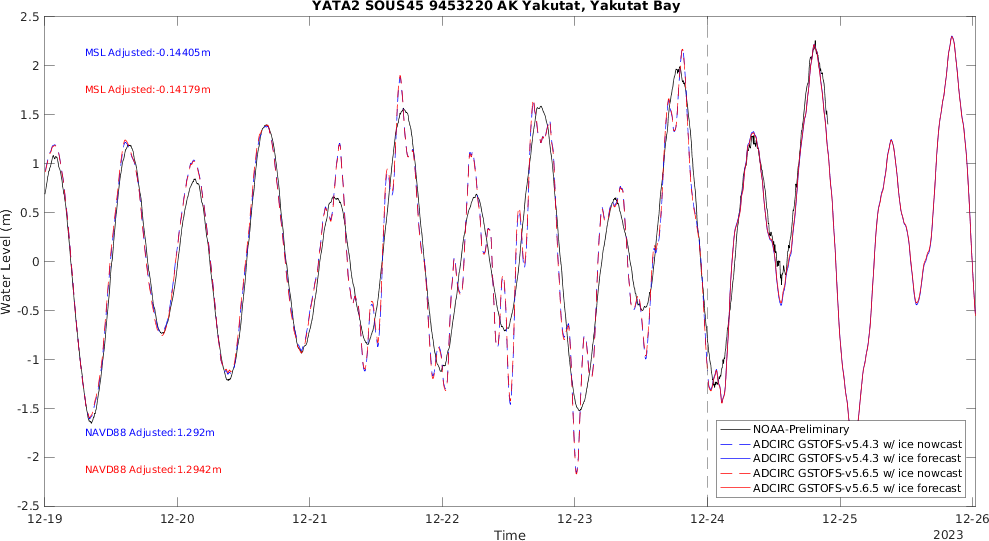 YATA2 SOUS45 9453220 AK Yakutat, Yakutat Bay
2.5
2
1.5
1
0.5
0
-0.5
-1
-1.5
-2
-2.5
Water Level (m)
MSL Adjusted:-0.14405m
MSL Adjusted:-0.14179m
NAVD88 Adjusted:1.292m
NAVD88 Adjusted:1.2942m
NOAA-Preliminary
ADCIRC GSTOFS-v5.4.3 w/ ice nowcast
ADCIRC GSTOFS-v5.4.3 w/ ice forecast
ADCIRC GSTOFS-v5.6.5 w/ ice nowcast
ADCIRC GSTOFS-v5.6.5 w/ ice forecast
12-19 12-20 12-21 12-22 12-23 12-24 12-25 12-26
Time
2023